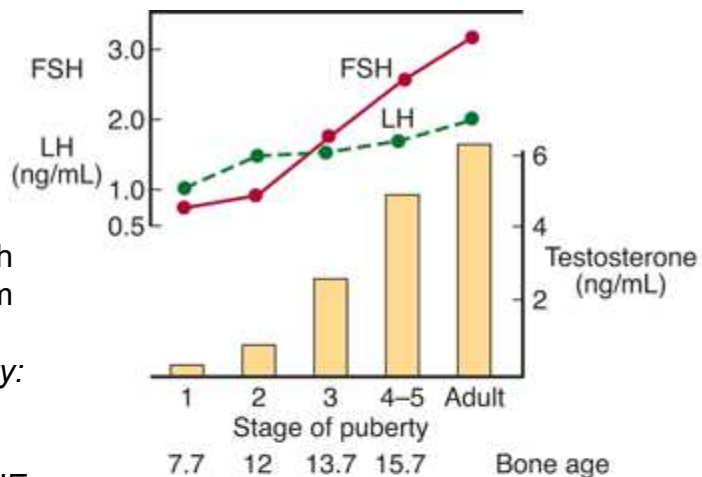 3.0
FSH
FSH
2.0
LH
LH
(ng/mL)
1.0
0.5
6
4
Testosterone
(ng/mL)
2
1 2 3 4–5 Adult
Stage of puberty
7.7 12 13.7 15.7 Bone age